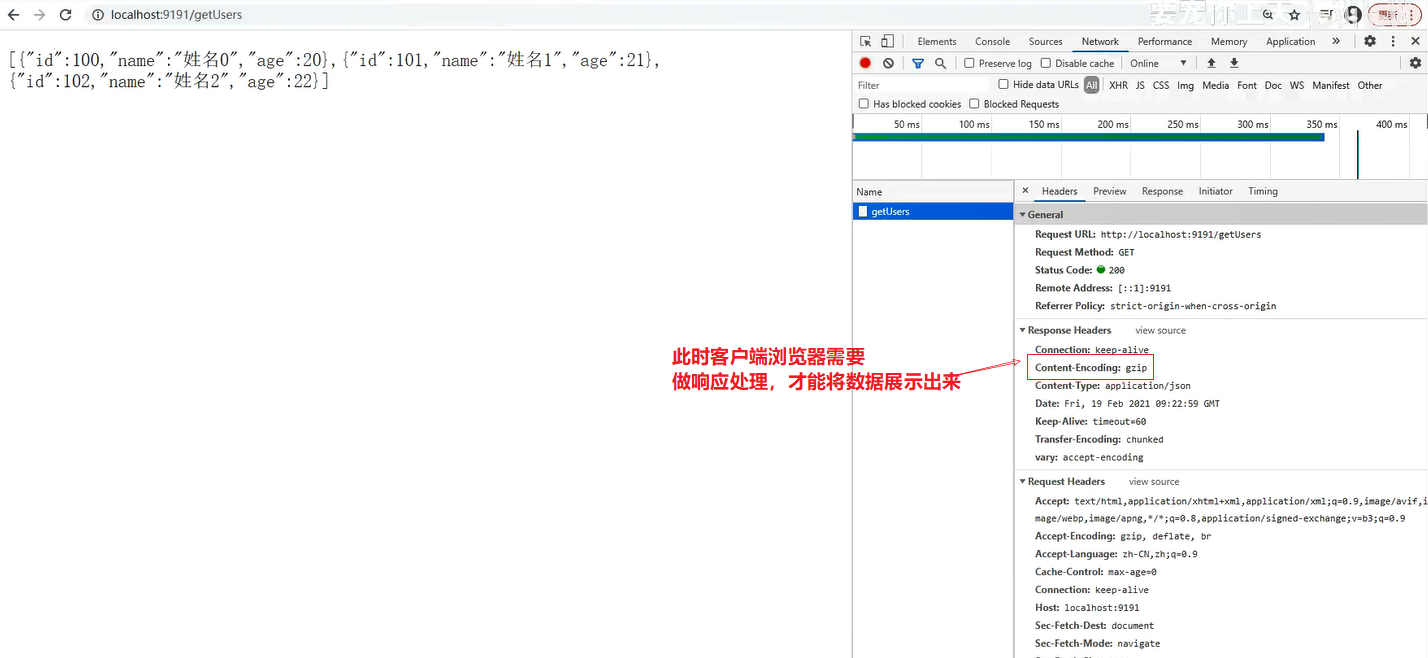 localhost:9191/getUsers
[{"id":100,"name":"姓名0","age":20},{"id":101,"name":"姓名1","age":21},
{"id":102,"name":"姓名2","age":22}]
Elements Console Sources Network Performance Memory Application
Preserve log Disable cache Online
Filter Hide data URLs All XHR JS CSS Img Media Font Doc WS Manifest Other
Has blocked cookies Blocked Requests
50 ms 100 ms 150 ms 200 ms 250 ms 300 ms 350 ms 400 ms
Name
getUsers
Headers Preview Response Initiator Timing
General
Request URL: http://localhost:9191/getUsers
Request Method: GET
Status Code: 200
Remote Address: [::1]:9191
Referrer Policy: strict-origin-when-cross-origin
Response Headers view source
Connection: keep-alive
Content-Encoding: gzip
Content-Type: application/json
Date: Fri, 19 Feb 2021 09:22:59 GMT
Keep-Alive: timeout=60
Transfer-Encoding: chunked
vary: accept-encoding
此时客户端浏览器需要
做响应处理，才能将数据展示出来
Request Headers view source
Accept: text/html,application/xhtml+xml,application/xml;q=0.9,image/avif,i
mage/webp,image/apng,*/*;q=0.8,application/signed-exchange;v=b3;q=0.9
Accept-Encoding: gzip, deflate, br
Accept-Language: zh-CN,zh;q=0.9
Cache-Control: max-age=0
Connection: keep-alive
Host: localhost:9191
Sec-Fetch-Dest: document
Sec-Fetch-Mode: navigate